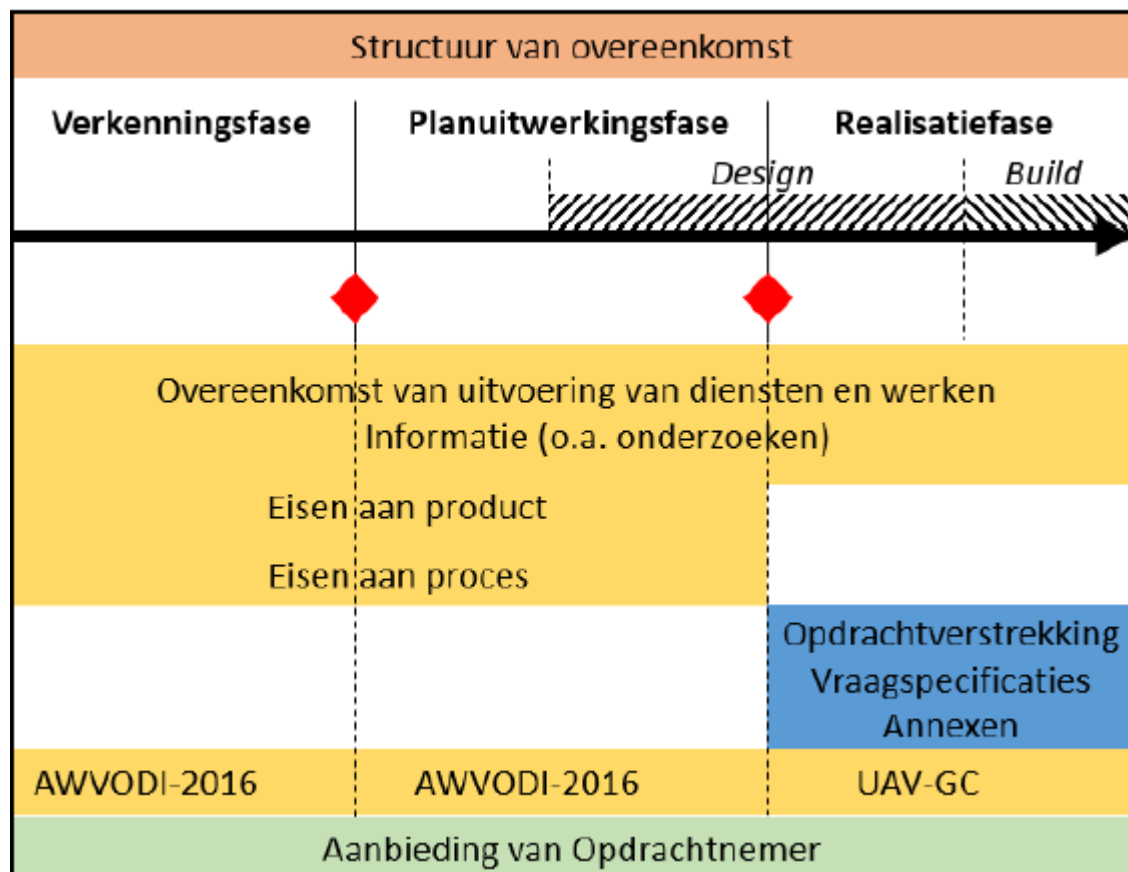 Structuur van overeenkomst
Verkenningsfase
Planuitwerkingsfase
Realisatiefase
Design
Build
Overeenkomst van uitvoering van diensten en werken
Informatie (o.a. onderzoeken)
Eisen aan product
Eisen aan proces
Opdrachtverstrekking
Vraagspecificaties
Annexen
AWVODI-2016
AWVODI-2016
UAV-GC
Aanbieding van Opdrachtnemer